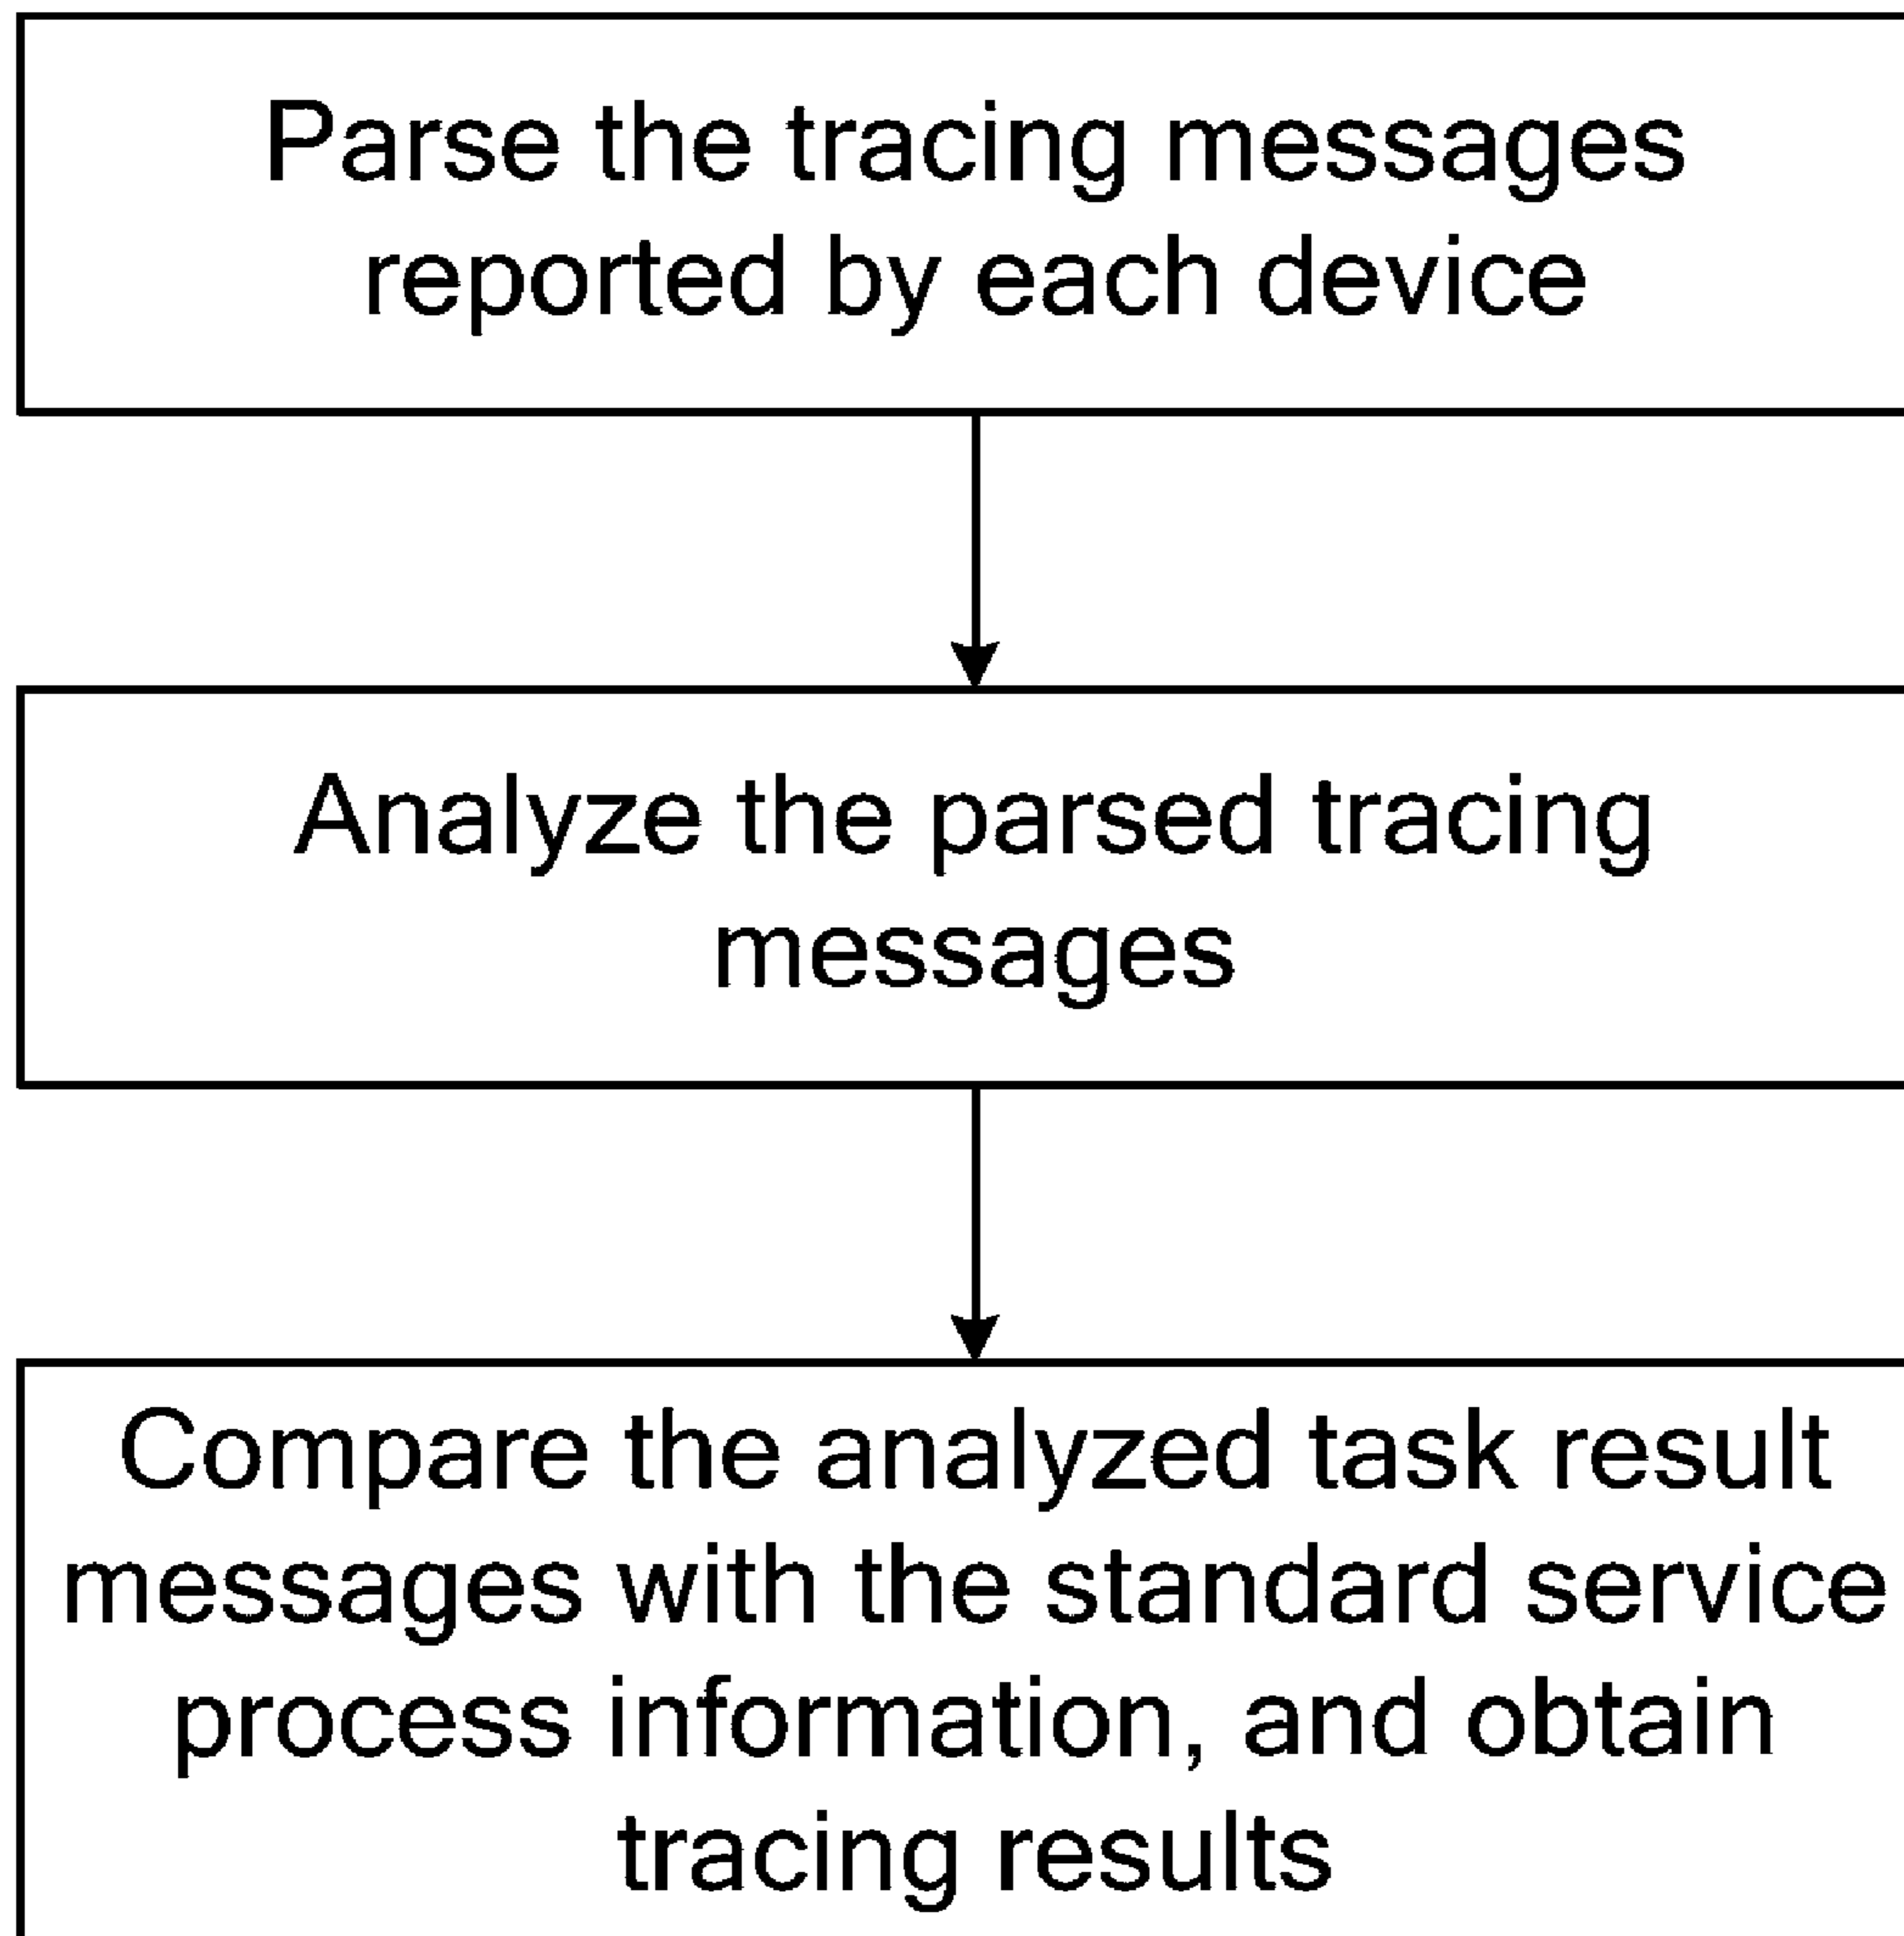 Parse the tracing messages
reported by each device
Analyze the parsed tracing
messages
Compare the analyzed task result
messages with the standard service
process information, and obtain
tracing results